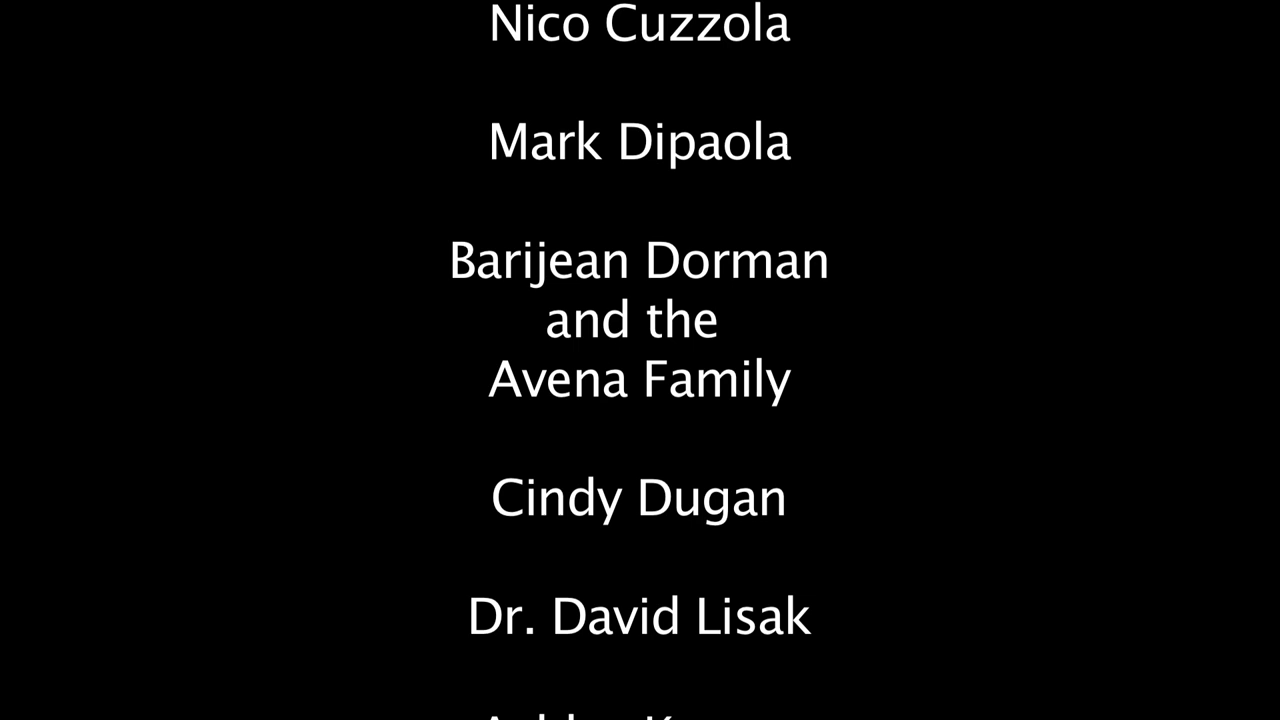 Nico Cuzzola
Mark Dipaola
Barijean Dorman
and the
Avena Family
Cindy Dugan
Dr. David Lisak